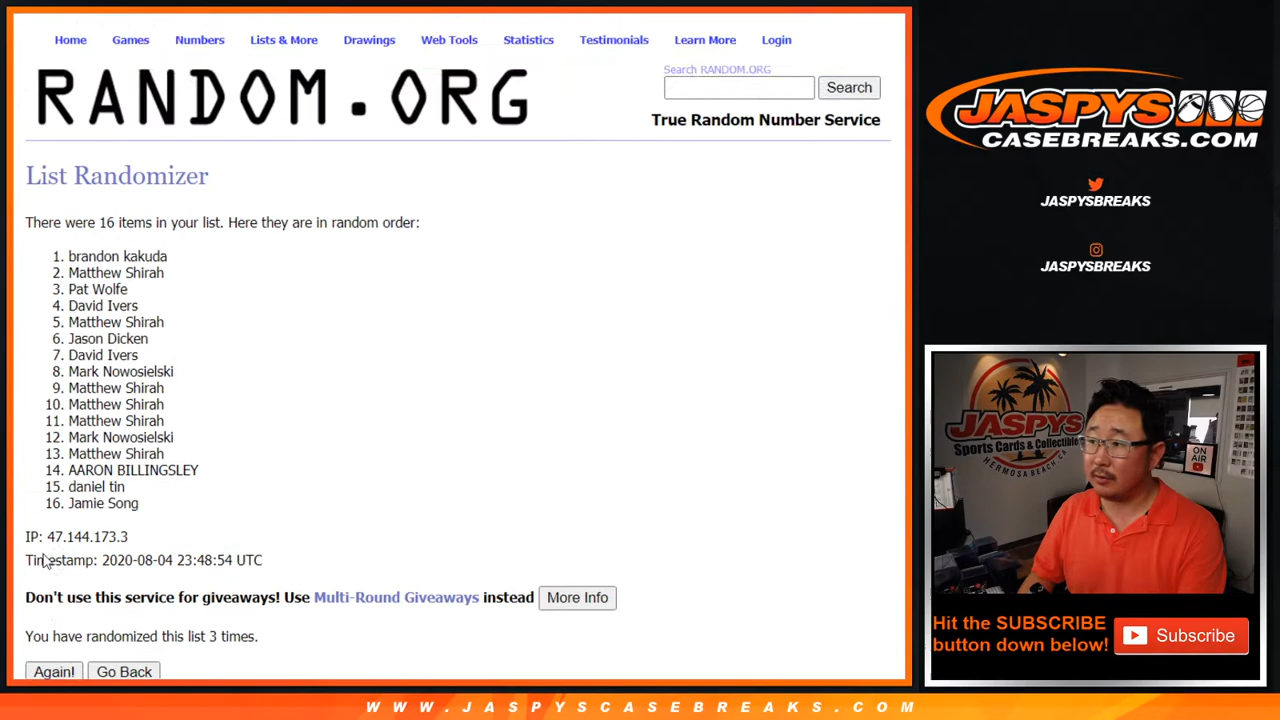 Home Games Numbers Lists & More Drawings Web Tools Statistics Testimonials Learn More Login
RANDOM.ORG
Search RANDOM.ORG
Search
True Random Number Service
List Randomizer
There were 16 items in your list. Here they are in random order:
1. brandon kakuda
2. Matthew Shirah
3. Pat Wolfe
4. David Ivers
5. Matthew Shirah
6. Jason Dicken
7. David Ivers
8. Mark Nowosielski
9. Matthew Shirah
10. Matthew Shirah
11. Matthew Shirah
12. Mark Nowosielski
13. Matthew Shirah
14. AARON BILLINGSLEY
15. daniel tin
16. Jamie Song
IP: 47.144.173.3
Timestamp: 2020-08-04 23:48:54 UTC
Don't use this service for giveaways! Use Multi-Round Giveaways instead More Info
You have randomized this list 3 times.
Again! Go Back
JASPYS
CASEBREAKS.COM
JASPYSBREAKS
JASPYSBREAKS
JASPYS
Sports Cards & Collectible
HERMOSA BEACH, CA
ON AIR
Hit the SUBSCRIBE
button down below!
Subscribe
WWW.JASPYSCASEBREAKS.COM